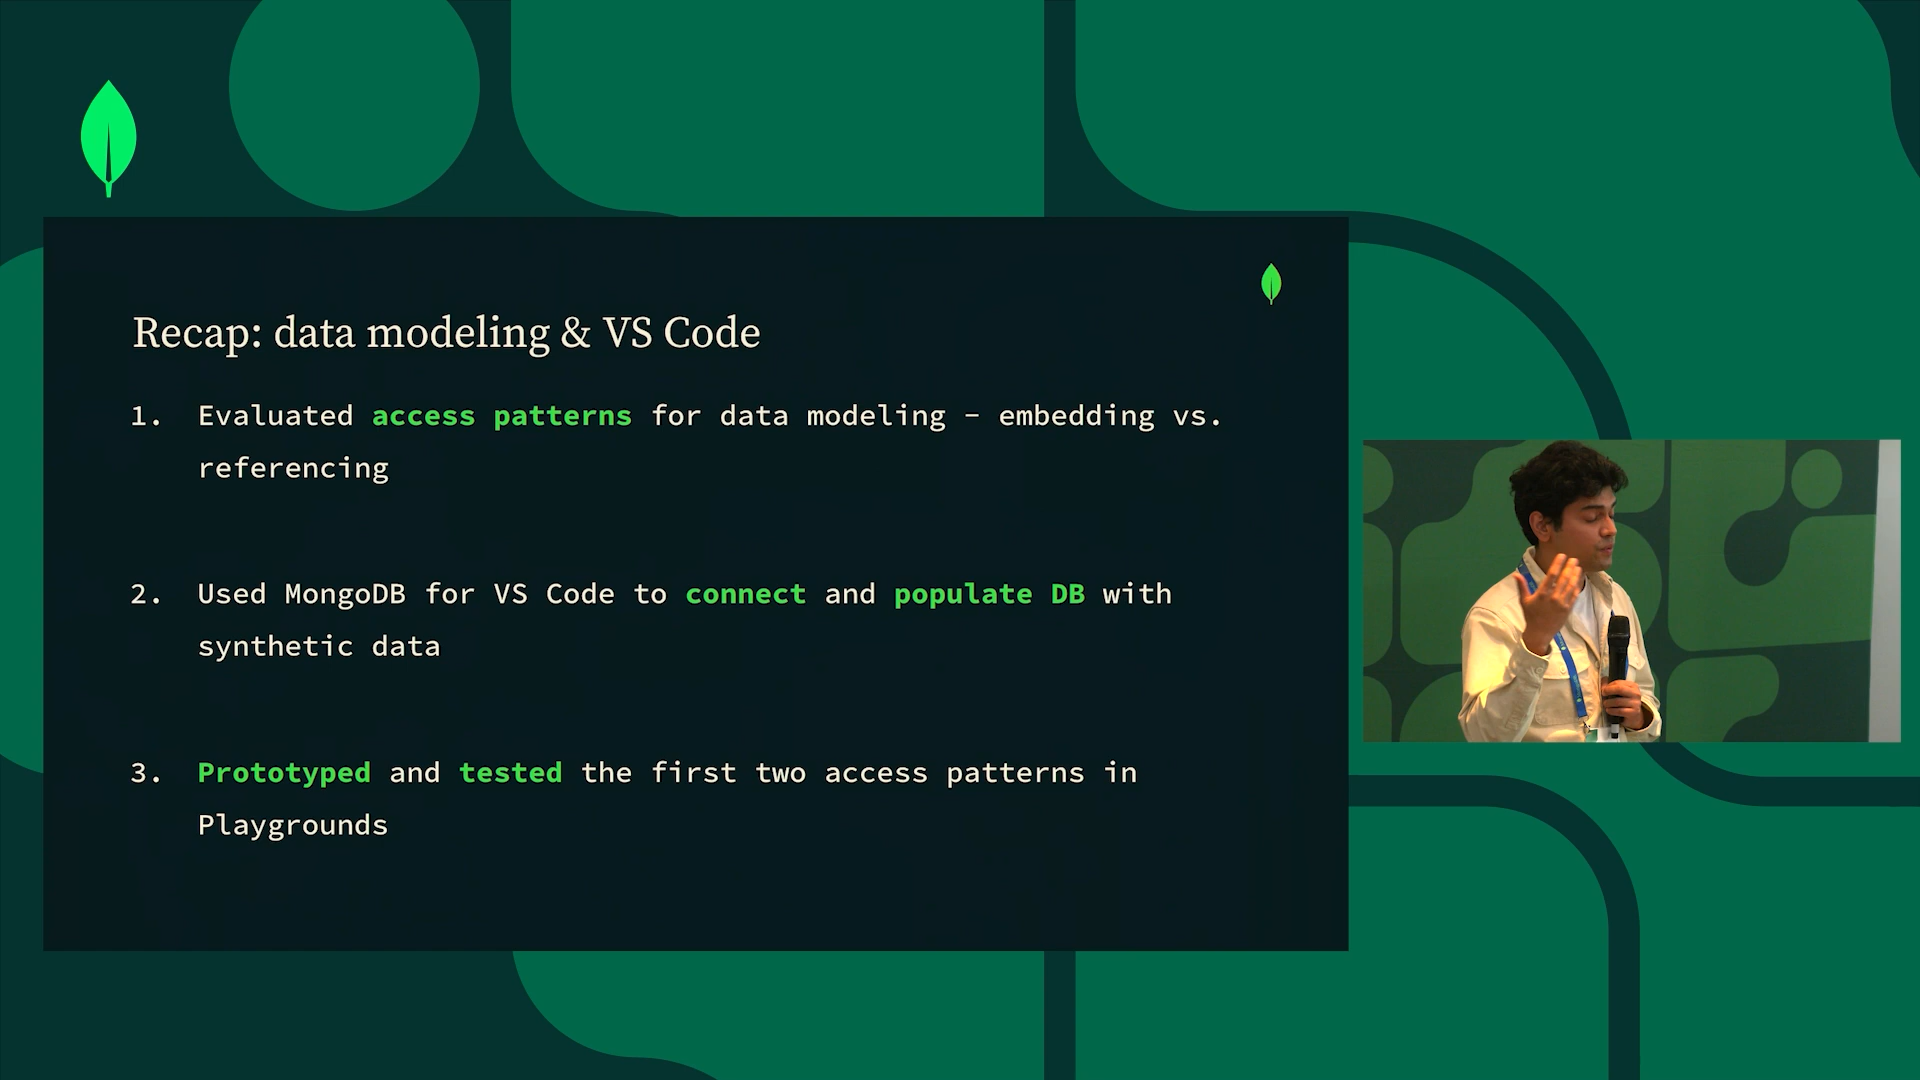 Recap: data modeling & VS Code
1. Evaluated access patterns for data modeling – embedding vs.
referencing
2. Used MongoDB for VS Code to connect and populate DB with
synthetic data
3. Prototyped and tested the first two access patterns in
Playgrounds